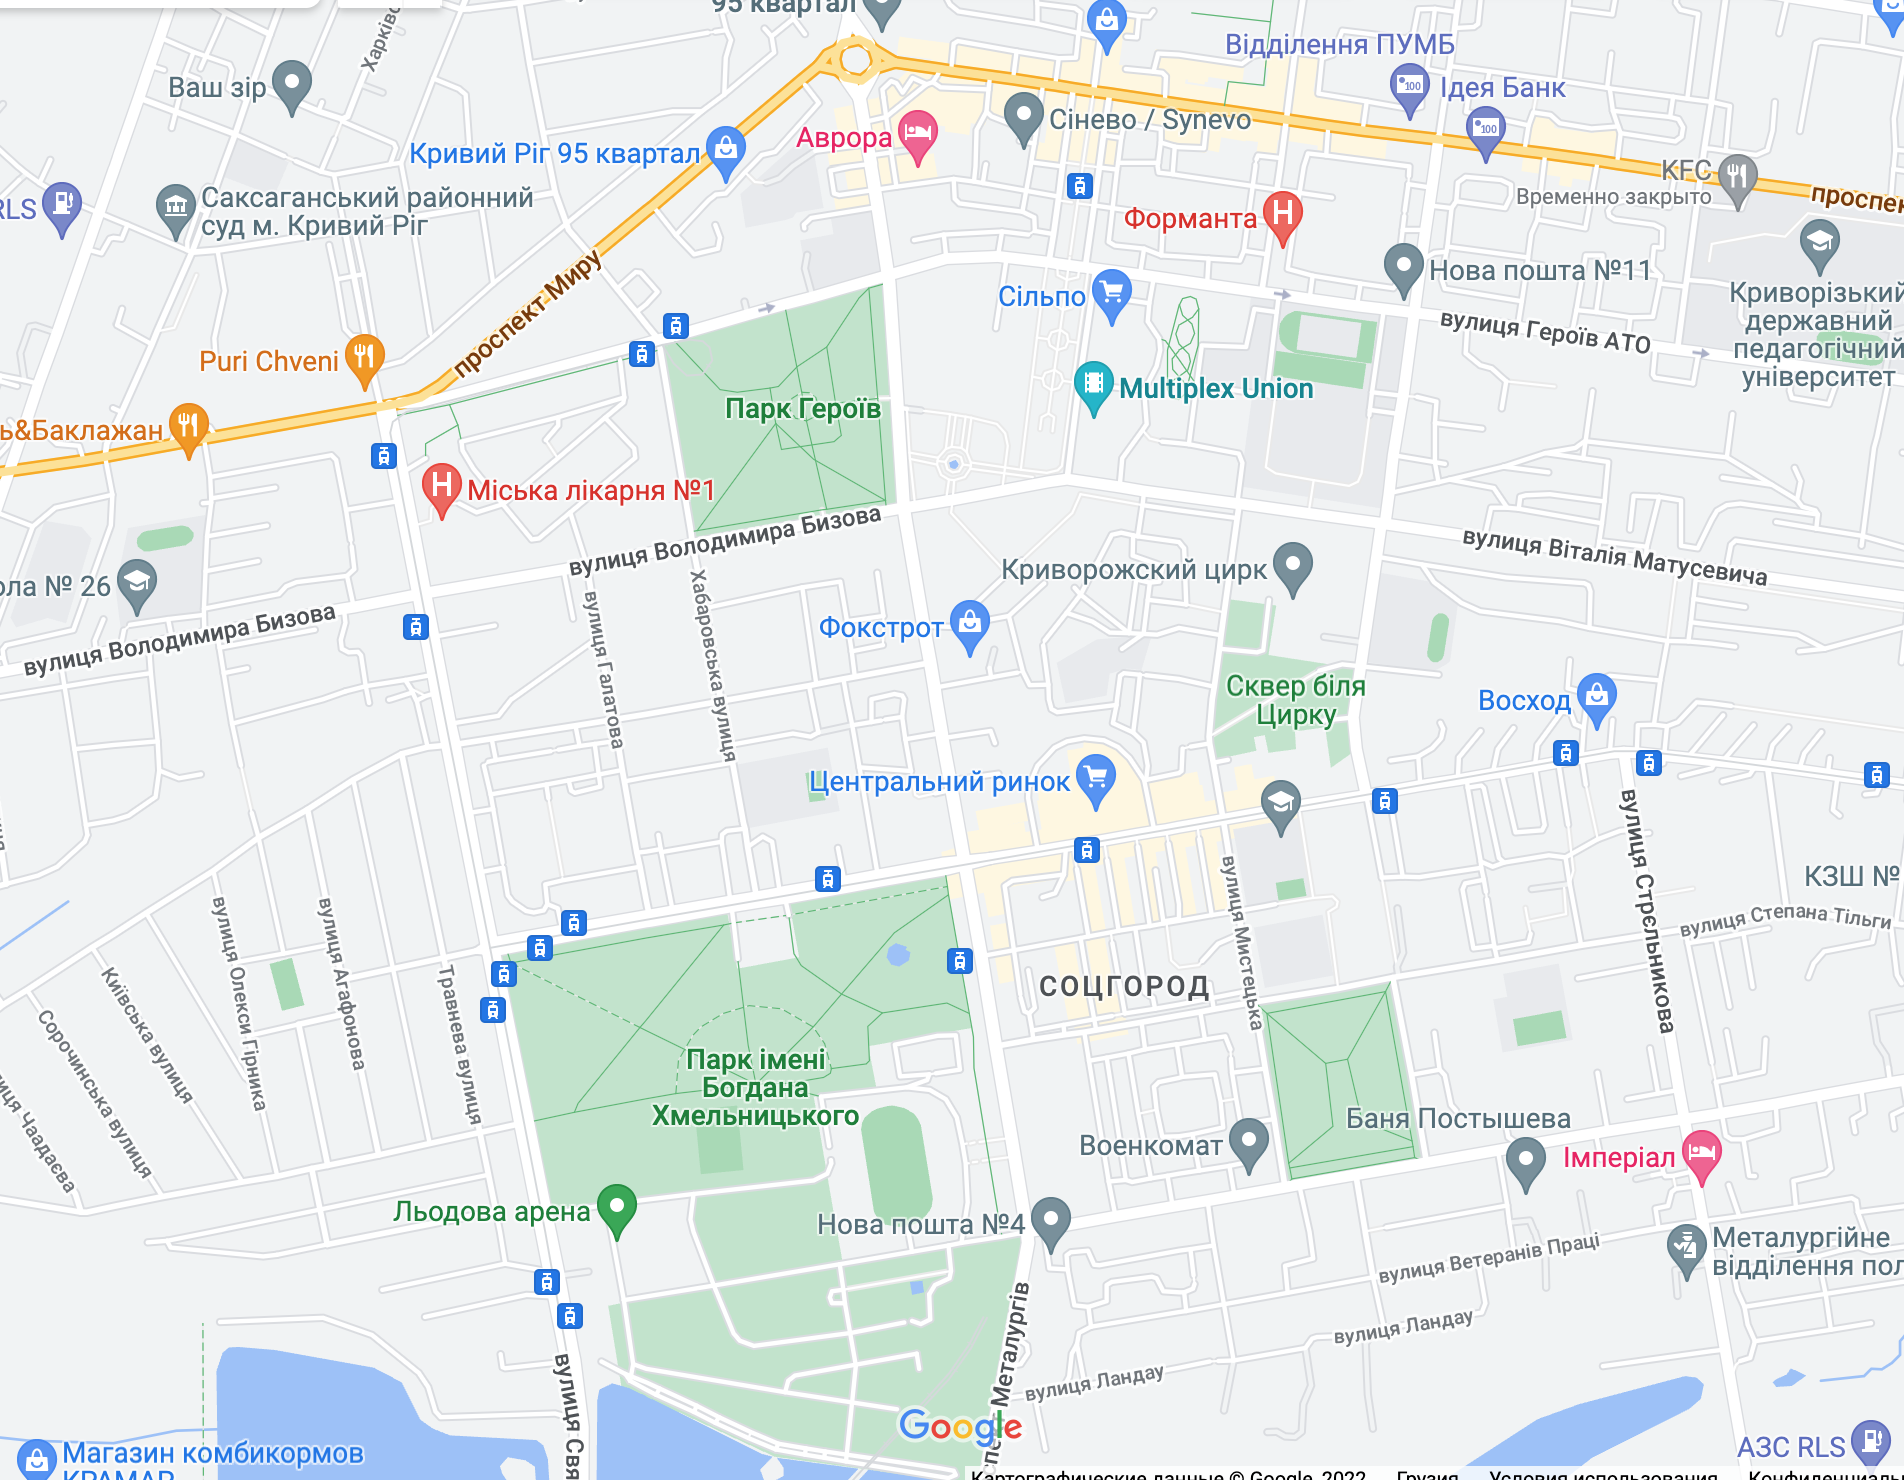 95 квартал
Харківс
Відділення ПУМБ
Ваш зір
Ідея Банк
100
100
Аврора
Сінево / Synevo
Кривий Ріг 95 квартал
KFC
Временно закрыто
проспек
RLS
Саксаганський районний
суд м. Кривий Ріг
Форманта
проспект Миру
Нова пошта №11
Сільпо
Криворізький
державний
педагогічний
університет
вулиця Героїв АТО
Puri Chveni
Multiplex Union
Парк Героїв
ь&Баклажан
Міська лікарня №1
вулиця Володимира Бизова
вулиця Віталія Матусевича
Криворожский цирк
ола № 26
вулиця Володимира Бизова
вулиця Галатова
Хабаровська вулиця
Фокстрот
Сквер біля
Цирку
Восход
Центральний ринок
вулиця Стрєльникова
вулиця Мистецька
КЗШ №
вулиця Степана Тільги
вулиця Олекси Гірника
вулиця Агафонова
Травнева вулиця
Київська вулиця
Сорочинська вулиця
иця Чаадаєва
СОЦГОРОД
Парк імені
Богдана
Хмельницького
Баня Постышева
Военкомат
Імперіал
Льодова арена
Нова пошта №4
Металургійне
відділення пол
вулиця Ветеранів Праці
вулиця Ландау
вулиця Ландау
спе
Металургів
вулиця Свя
Google
Магазин комбикормов
КРАМАР
АЗС RLS
Картографические данные © Google, 2022
Грузия
Условия использования
Конфиденциаль